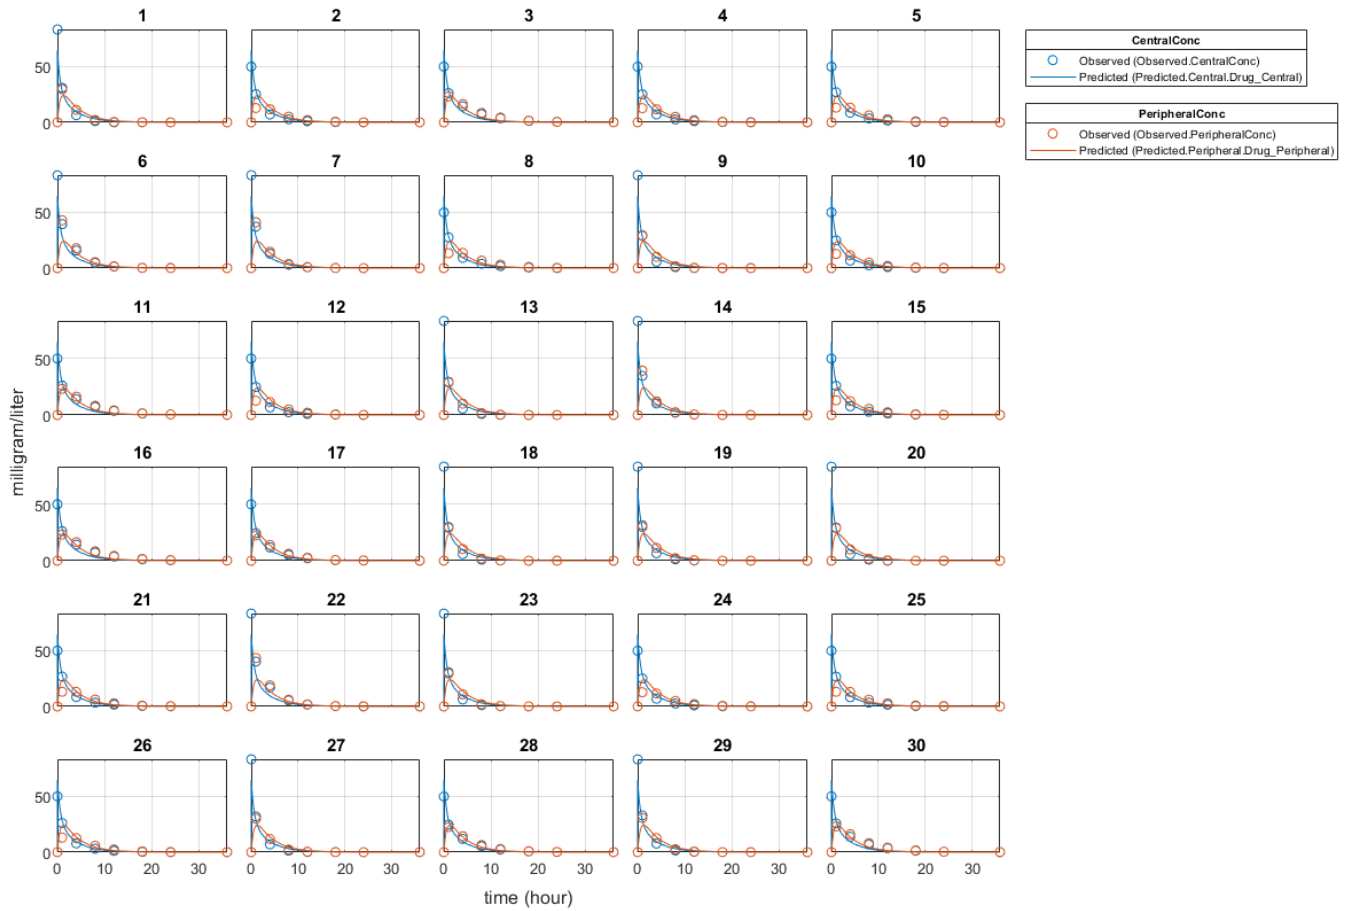 1 2 3 4 5
CentralConc
Observed (Observed.CentralConc)
Predicted (Predicted.Central.Drug_Central)
PeripheralConc
Observed (Observed.PeripheralConc)
Predicted (Predicted.Peripheral.Drug_Peripheral)
50
0
6 7 8 9 10
50
0
11 12 13 14 15
50
0
milligram/liter
16 17 18 19 20
50
0
21 22 23 24 25
50
0
26 27 28 29 30
50
0
0 10 20 30 0 10 20 30 0 10 20 30 0 10 20 30 0 10 20 30
time (hour)